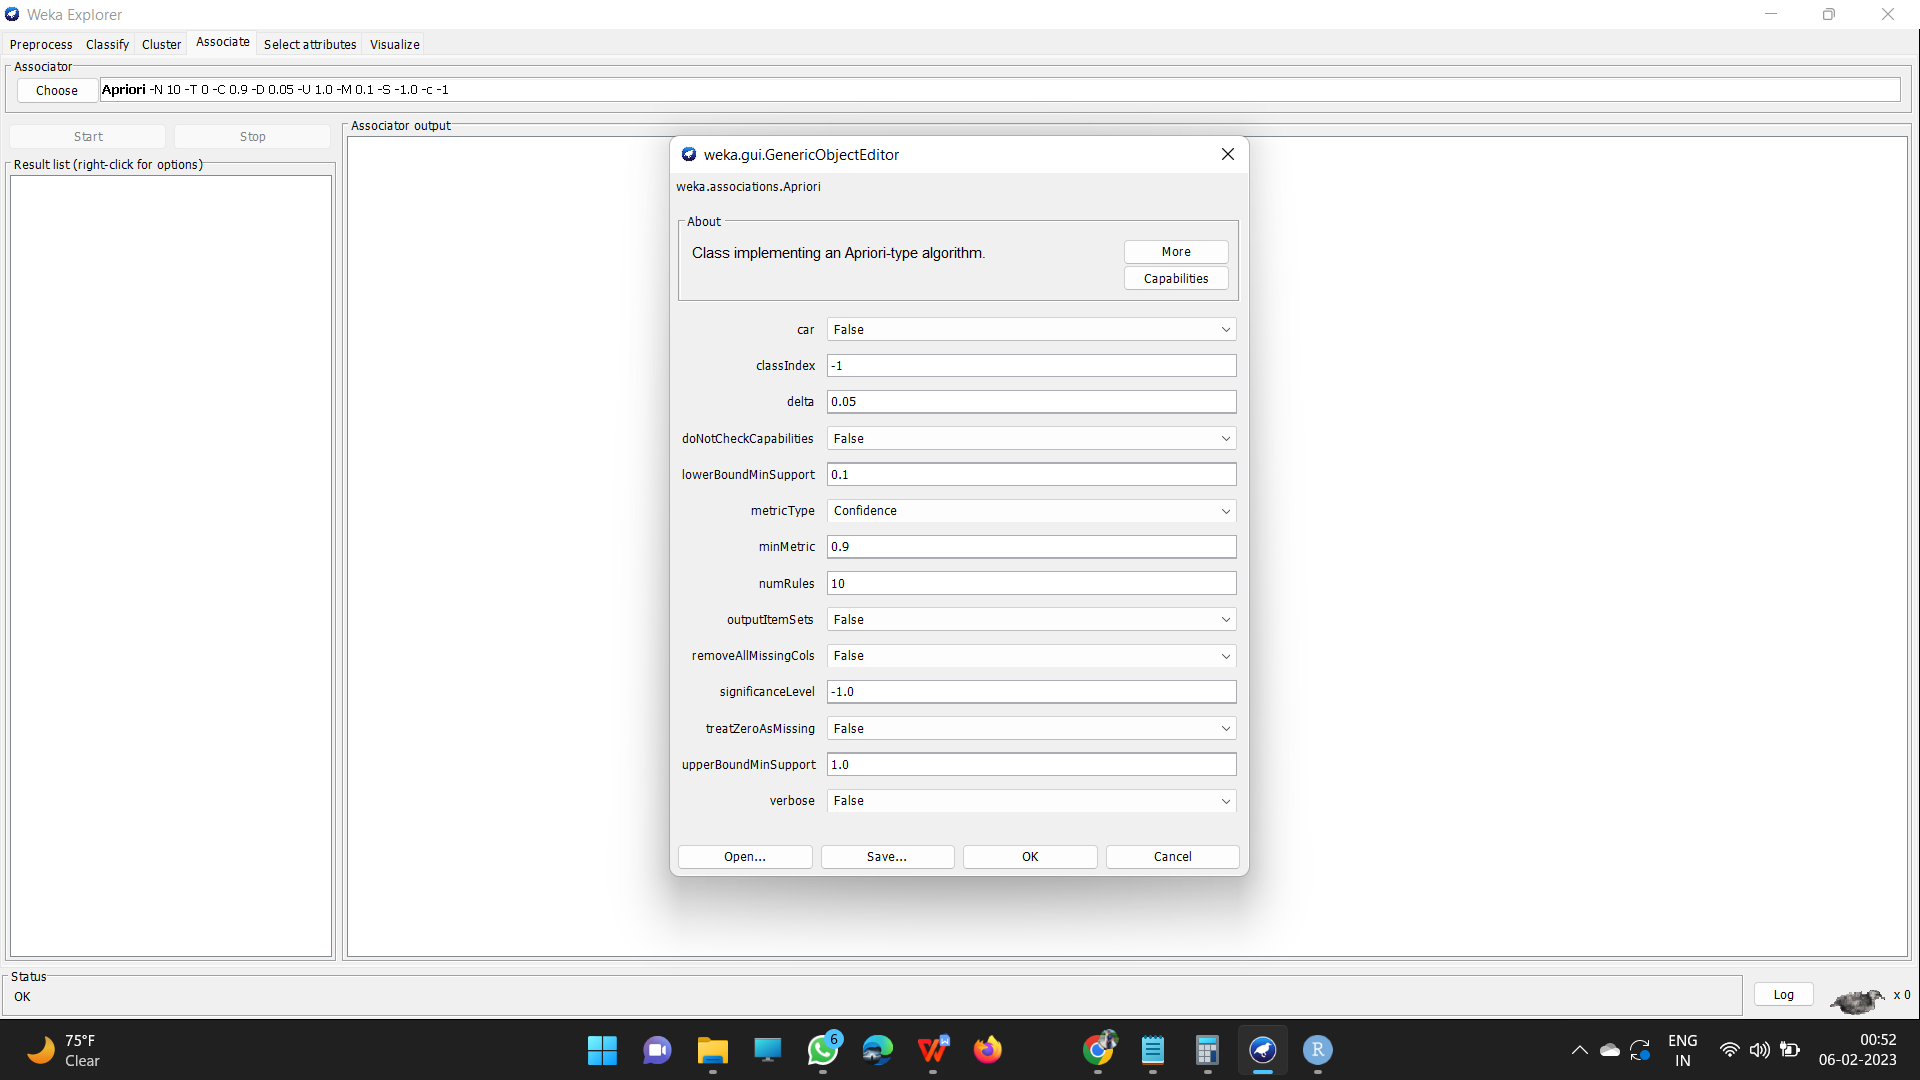 Weka Explorer
Preprocess Classify Cluster Associate Select attributes Visualize
Associator
Choose Apriori -N 10 -T 0 -C 0.9 -D 0.05 -U 1.0 -M 0.1 -S -1.0 -c -1
Start Stop
Associator output
Result list (right-click for options)
weka.gui.GenericObjectEditor
weka.associations.Apriori
About
Class implementing an Apriori-type algorithm.
More
Capabilities
car False
classIndex -1
delta 0.05
doNotCheckCapabilities False
lowerBoundMinSupport 0.1
metricType Confidence
minMetric 0.9
numRules 10
outputItemSets False
removeAllMissingCols False
significanceLevel -1.0
treatZeroAsMissing False
upperBoundMinSupport 1.0
verbose False
Open... Save... OK Cancel
Status
OK
Log x 0
75°F
Clear
6
R
ENG
IN
00:52
06-02-2023